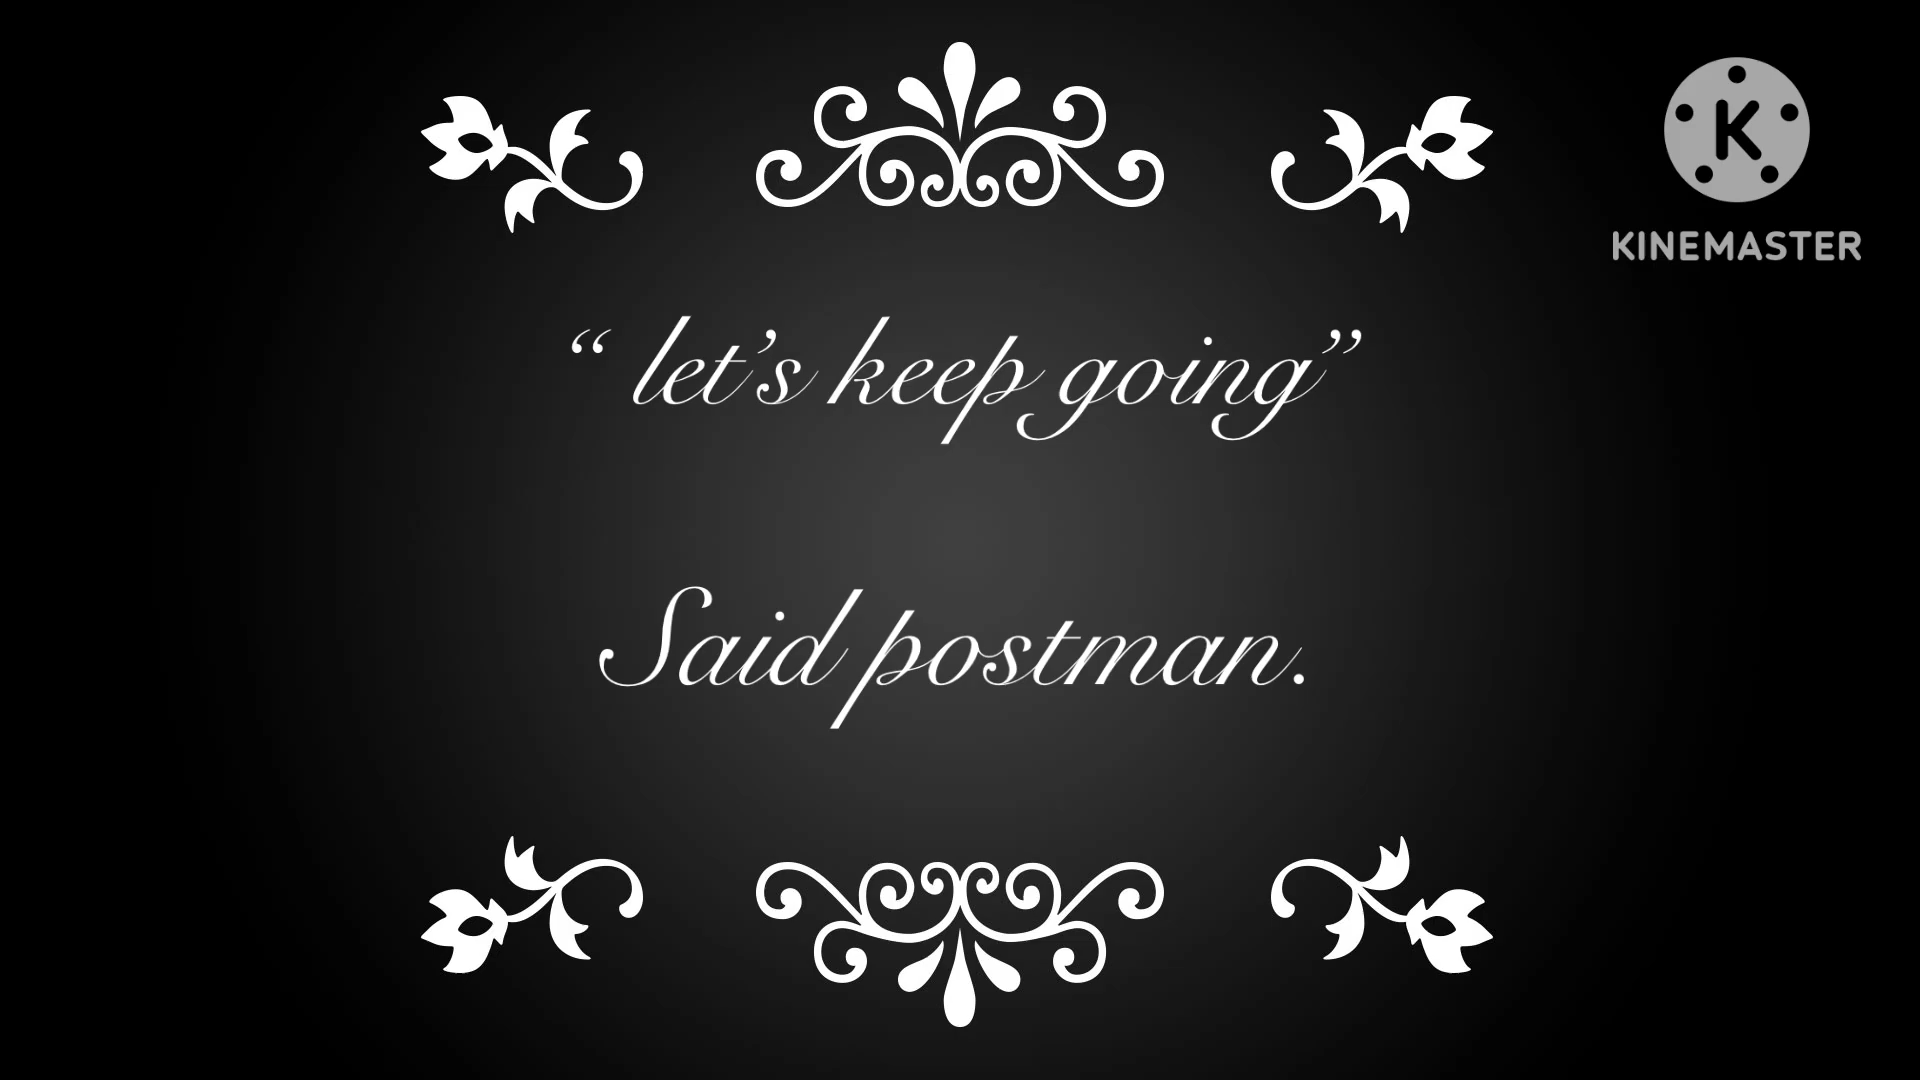 K
KINEMASTER
“ let’s keep going”
Said postman.